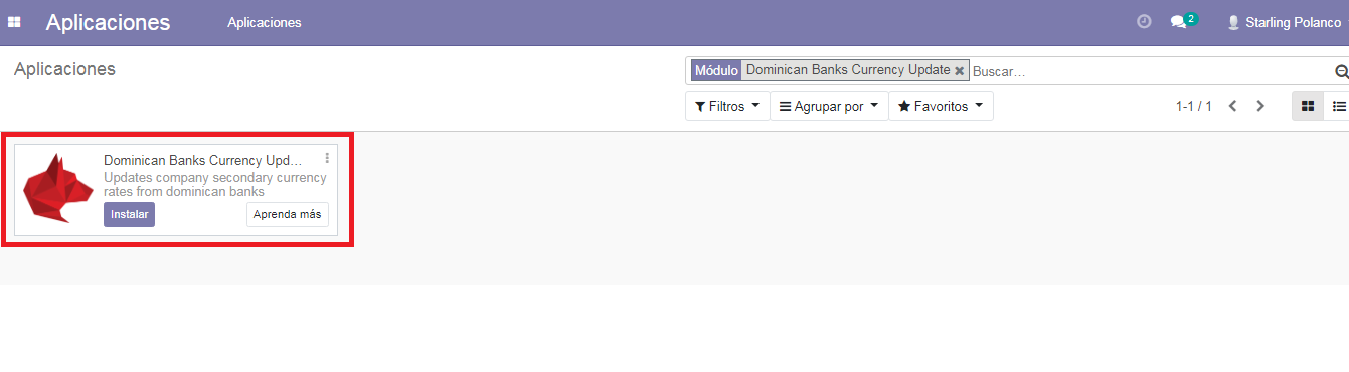 Aplicaciones Aplicaciones 2 Starling Polanco
Aplicaciones
Módulo Dominican Banks Currency Update Buscar...
Filtros Agrupar por Favoritos 1-1 / 1
Dominican Banks Currency Upd...
Updates company secondary currency
rates from dominican banks
Instalar Aprenda más